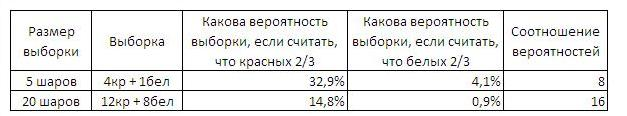 Размер выборки
Выборка
Какова вероятность выборки, если считать, что красных 2/3
Какова вероятность выборки, если считать, что белых 2/3
Соотношение вероятностей
5 шаров 4кр + 1бел 32,9% 4,1% 8
20 шаров 12кр + 8бел 14,8% 0,9% 16